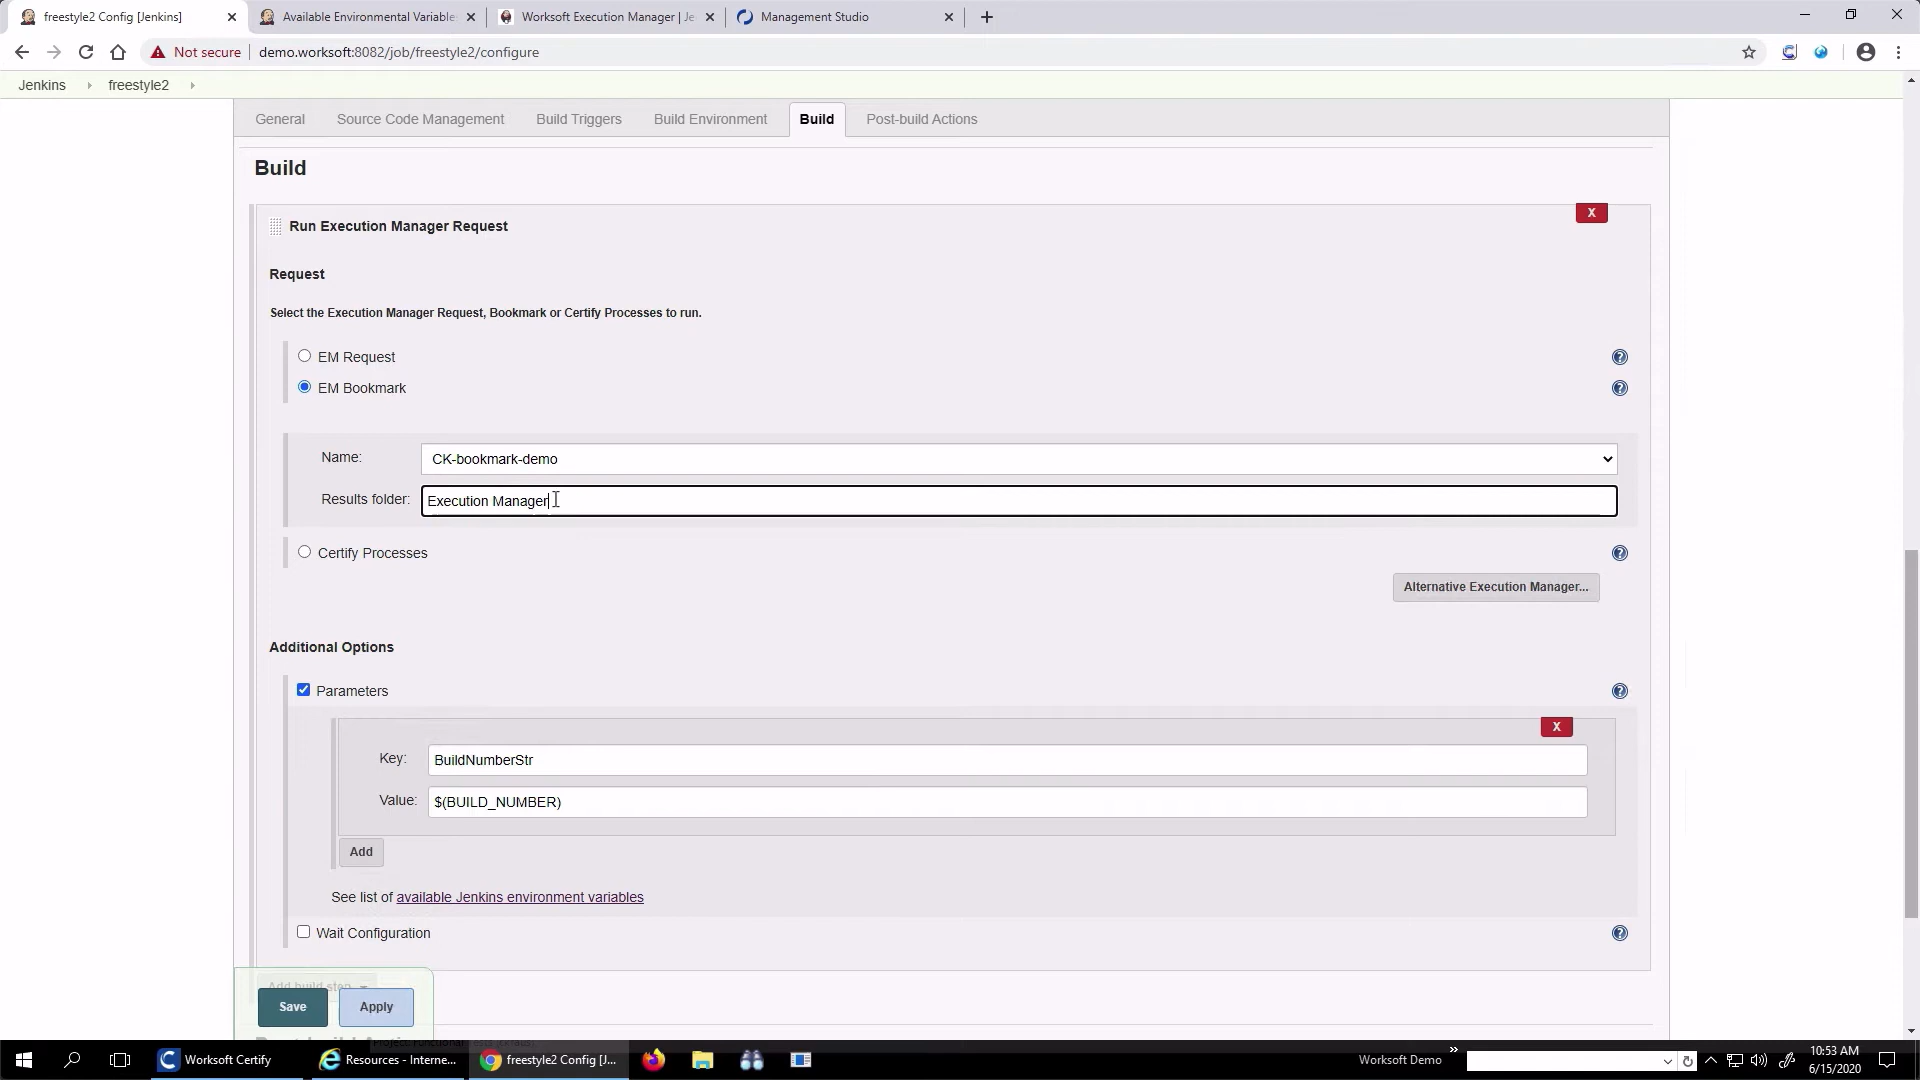 freestyle2 Config [Jenkins]
Available Environmental Variable
Worksoft Execution Manager | Je
Management Studio
Not secure
demo.worksoft:8082/job/freestyle2/configure
Jenkins
freestyle2
General
Source Code Management
Build Triggers
Build Environment
Build
Post-build Actions
Build
Run Execution Manager Request
X
Request
Select the Execution Manager Request, Bookmark or Certify Processes to run.
EM Request
?
EM Bookmark
?
Name:
CK-bookmark-demo
Results folder:
Execution Manager
Certify Processes
?
Alternative Execution Manager...
Additional Options
Parameters
?
X
Key:
BuildNumberStr
Value:
$(BUILD_NUMBER)
Add
See list of available Jenkins environment variables
Wait Configuration
?
Add build step
Save
Apply
Worksoft Certify
Resources - Interne...
freestyle2 Config [J...
Worksoft Demo
10:53 AM
6/15/2020